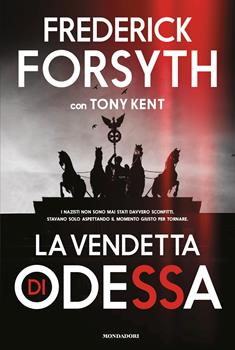 FREDERICK
FORSYTH
con TONY KENT
I NAZISTI NON SONO MAI STATI DAVVERO SCONFITTI.
STAVANO SOLO ASPETTANDO IL MOMENTO GIUSTO PER TORNARE.
LA VENDETTA
DI
ODESSA
MONDADORI